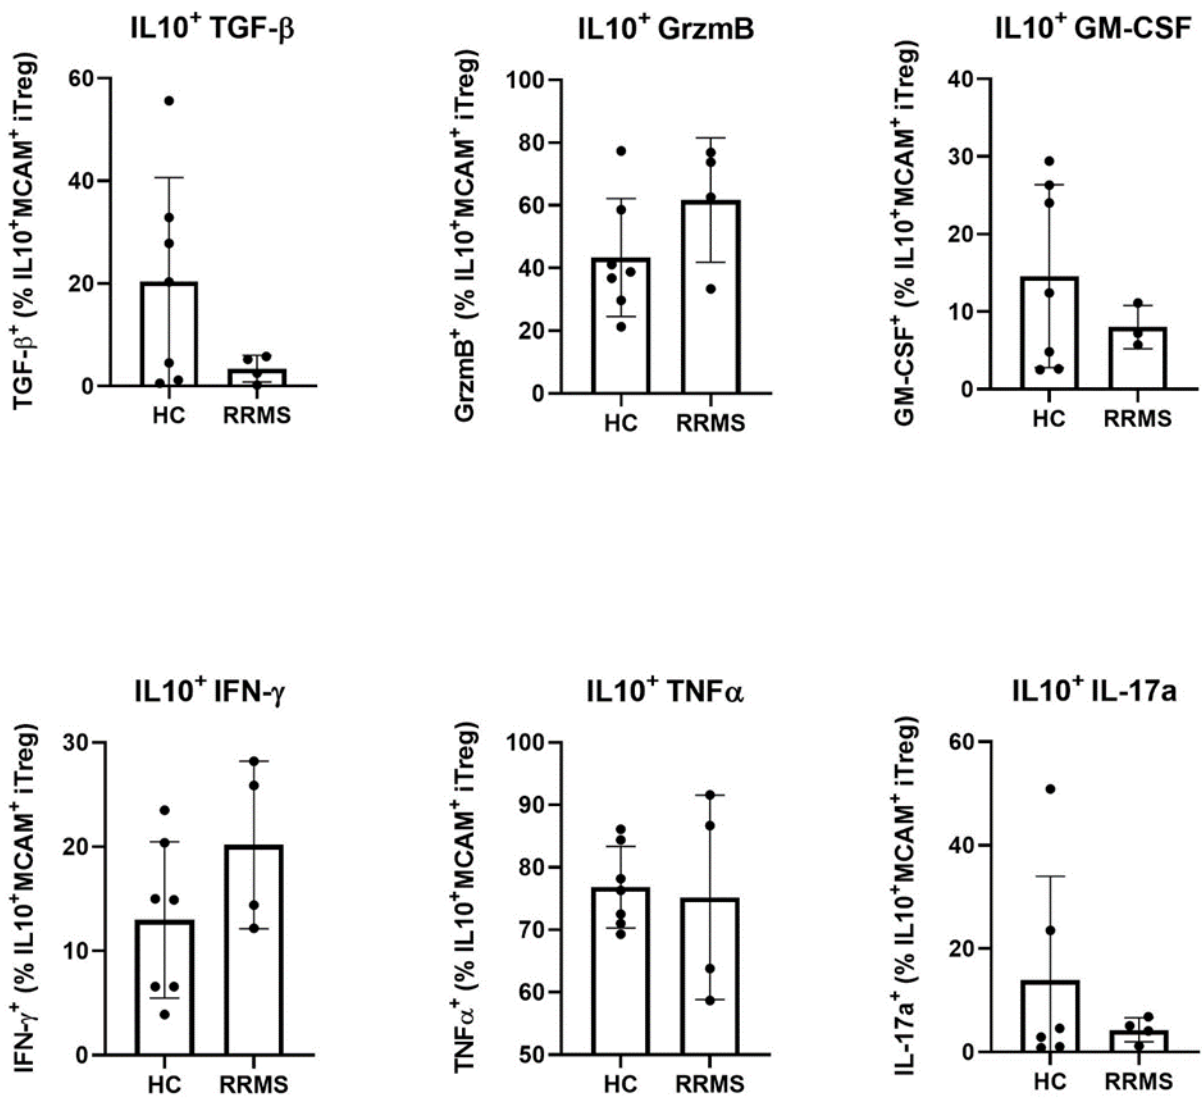 IL10⁺ TGF-β
TGF-β⁺ (% IL10⁺MCAM⁺ iTreg)
60
40
20
0
HC RRMS
IL10⁺ GrzmB
GrzmB⁺ (% IL10⁺MCAM⁺ iTreg)
100
80
60
40
20
0
HC RRMS
IL10⁺ GM-CSF
GM-CSF⁺ (% IL10⁺MCAM⁺ iTreg)
40
30
20
10
0
HC RRMS
IL10⁺ IFN-γ
IFN-γ⁺ (% IL10⁺MCAM⁺ iTreg)
30
20
10
0
HC RRMS
IL10⁺ TNFα
TNFα⁺ (% IL10⁺MCAM⁺ iTreg)
100
90
80
70
60
50
HC RRMS
IL10⁺ IL-17a
IL-17a⁺ (% IL10⁺MCAM⁺ iTreg)
60
40
20
0
HC RRMS